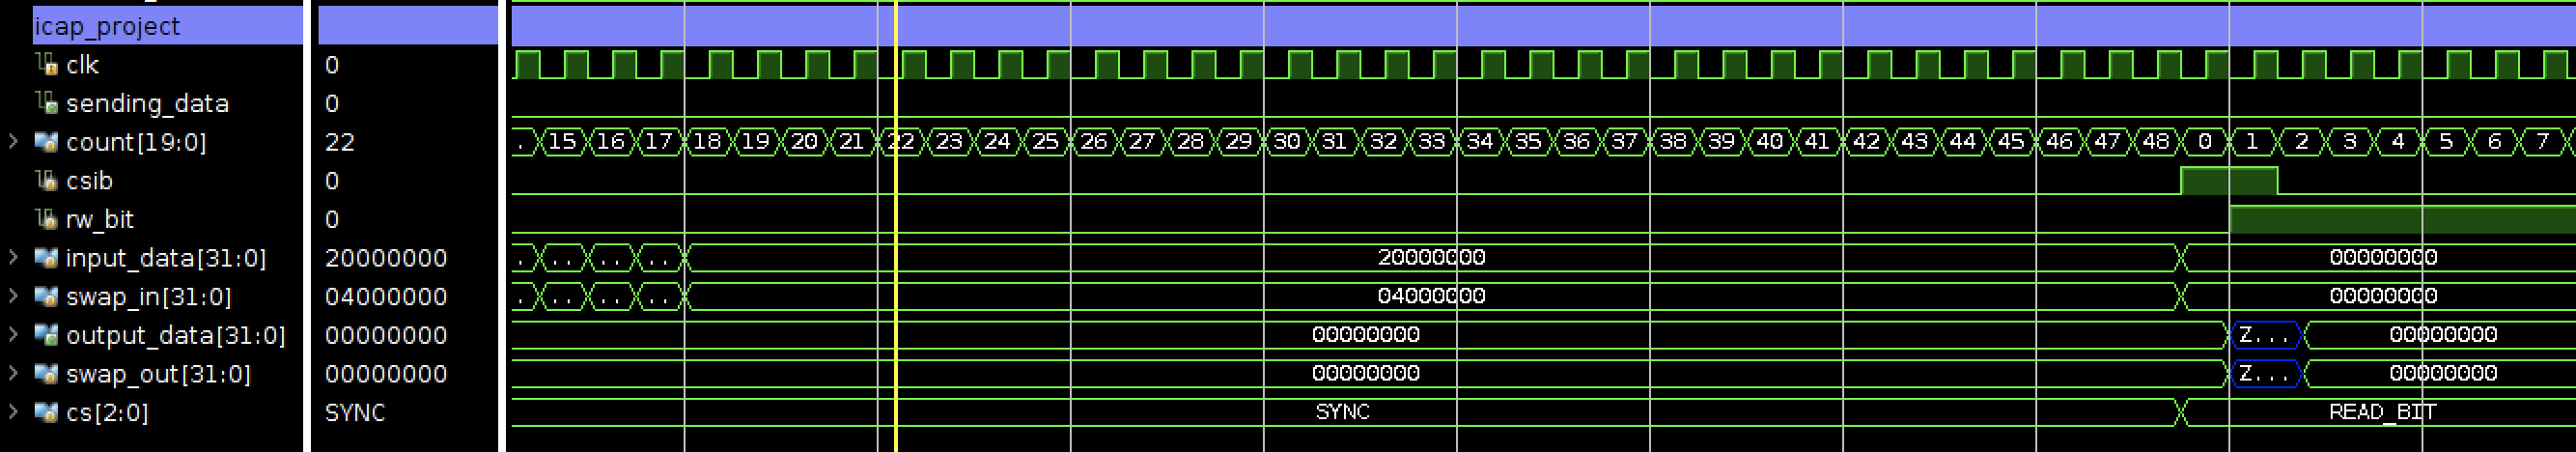 icap_project
clk 0
sending_data 0
count[19:0] 22 . 15 16 17 18 19 20 21 22 23 24 25 26 27 28 29 30 31 32 33 34 35 36 37 38 39 40 41 42 43 44 45 46 47 48 0 1 2 3 4 5 6 7
csib 0
rw_bit 0
input_data[31:0] 20000000 . .. .. .. 20000000 00000000
swap_in[31:0] 04000000 . .. .. .. 04000000 00000000
output_data[31:0] 00000000 00000000 Z... 00000000
swap_out[31:0] 00000000 00000000 Z... 00000000
cs[2:0] SYNC SYNC READ_BIT